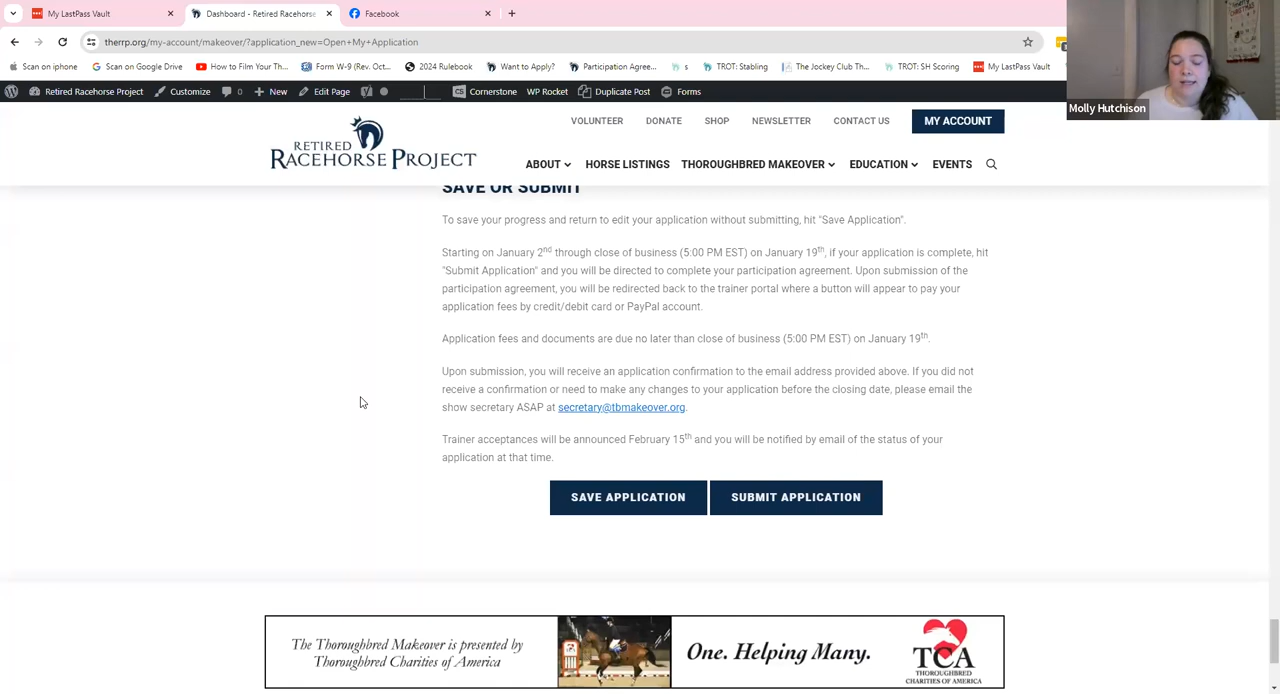 My LastPass Vault
Dashboard - Retired Racehorse
Facebook
therrp.org/my-account/makeover/?application_new=Open+My+Application
Scan on iphone
Scan on Google Drive
How to Film Your Th...
Form W-9 (Rev. Oct...
2024 Rulebook
Want to Apply?
Participation Agree...
s
TROT: Stabling
The Jockey Club Th...
TROT: SH Scoring
My LastPass Vault
Retired Racehorse Project
Customize
0
New
Edit Page
CS Cornerstone
WP Rocket
Duplicate Post
Forms
Molly Hutchison
RETIRED
RACEHORSE PROJECT
VOLUNTEER
DONATE
SHOP
NEWSLETTER
CONTACT US
MY ACCOUNT
ABOUT
HORSE LISTINGS
THOROUGHBRED MAKEOVER
EDUCATION
EVENTS
SAVE OR SUBMIT
To save your progress and return to edit your application without submitting, hit "Save Application".
Starting on January 2nd through close of business (5:00 PM EST) on January 19th, if your application is complete, hit
"Submit Application" and you will be directed to complete your participation agreement. Upon submission of the
participation agreement, you will be redirected back to the trainer portal where a button will appear to pay your
application fees by credit/debit card or PayPal account.
Application fees and documents are due no later than close of business (5:00 PM EST) on January 19th.
Upon submission, you will receive an application confirmation to the email address provided above. If you did not
receive a confirmation or need to make any changes to your application before the closing date, please email the
show secretary ASAP at secretary@tbmakeover.org.
Trainer acceptances will be announced February 15th and you will be notified by email of the status of your
application at that time.
SAVE APPLICATION
SUBMIT APPLICATION
The Thoroughbred Makeover is presented by
Thoroughbred Charities of America
One. Helping Many.
TCA
THOROUGHBRED
CHARITIES OF AMERICA